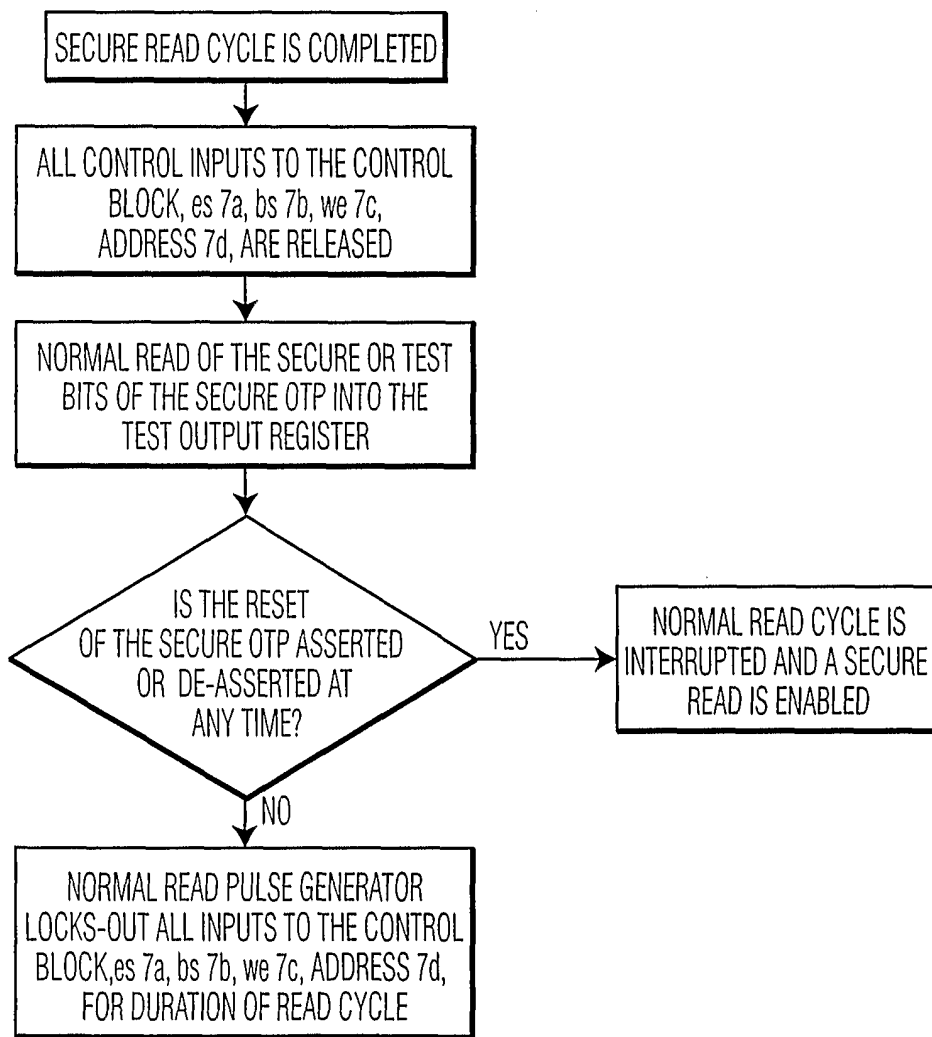 SECURE READ CYCLE IS COMPLETED
ALL CONTROL INPUTS TO THE CONTROL
BLOCK, es 7a, bs 7b, we 7c,
ADDRESS 7d, ARE RELEASED
NORMAL READ OF THE SECURE OR TEST
BITS OF THE SECURE OTP INTO THE
TEST OUTPUT REGISTER
IS THE RESET
OF THE SECURE OTP ASSERTED
OR DE-ASSERTED AT
ANY TIME?
YES
NORMAL READ CYCLE IS
INTERRUPTED AND A SECURE
READ IS ENABLED
NO
NORMAL READ PULSE GENERATOR
LOCKS-OUT ALL INPUTS TO THE CONTROL
BLOCK,es 7a, bs 7b, we 7c, ADDRESS 7d,
FOR DURATION OF READ CYCLE